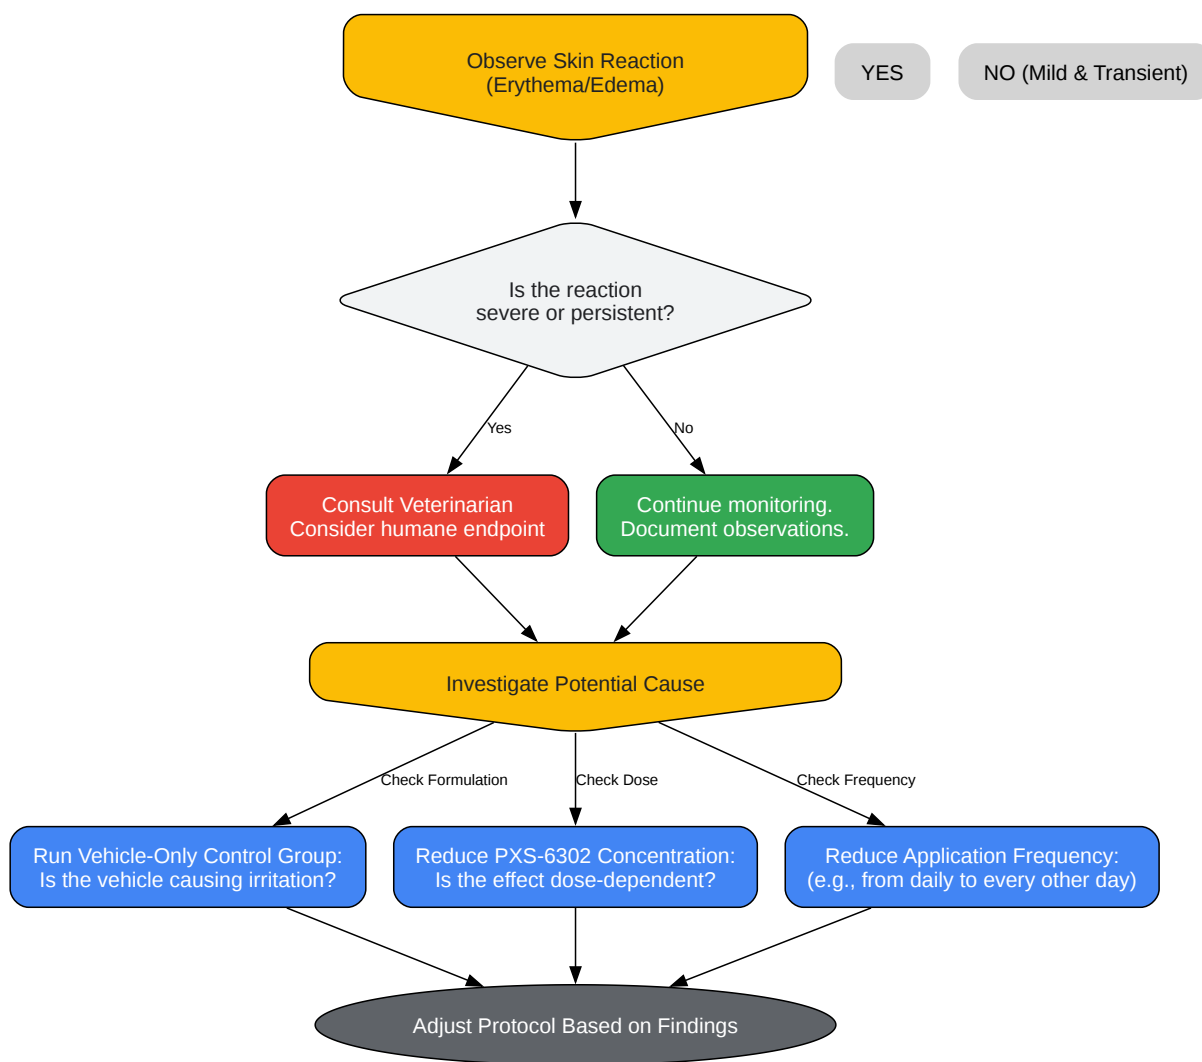 Observe Skin Reaction
(Erythema/Edema)
YES
NO (Mild & Transient)
Is the reaction
severe or persistent?
Yes
No
Consult Veterinarian
Consider humane endpoint
Continue monitoring.
Document observations.
Investigate Potential Cause
Check Formulation
Check Dose
Check Frequency
Run Vehicle-Only Control Group:
Is the vehicle causing irritation?
Reduce PXS-6302 Concentration:
Is the effect dose-dependent?
Reduce Application Frequency:
(e.g., from daily to every other day)
Adjust Protocol Based on Findings